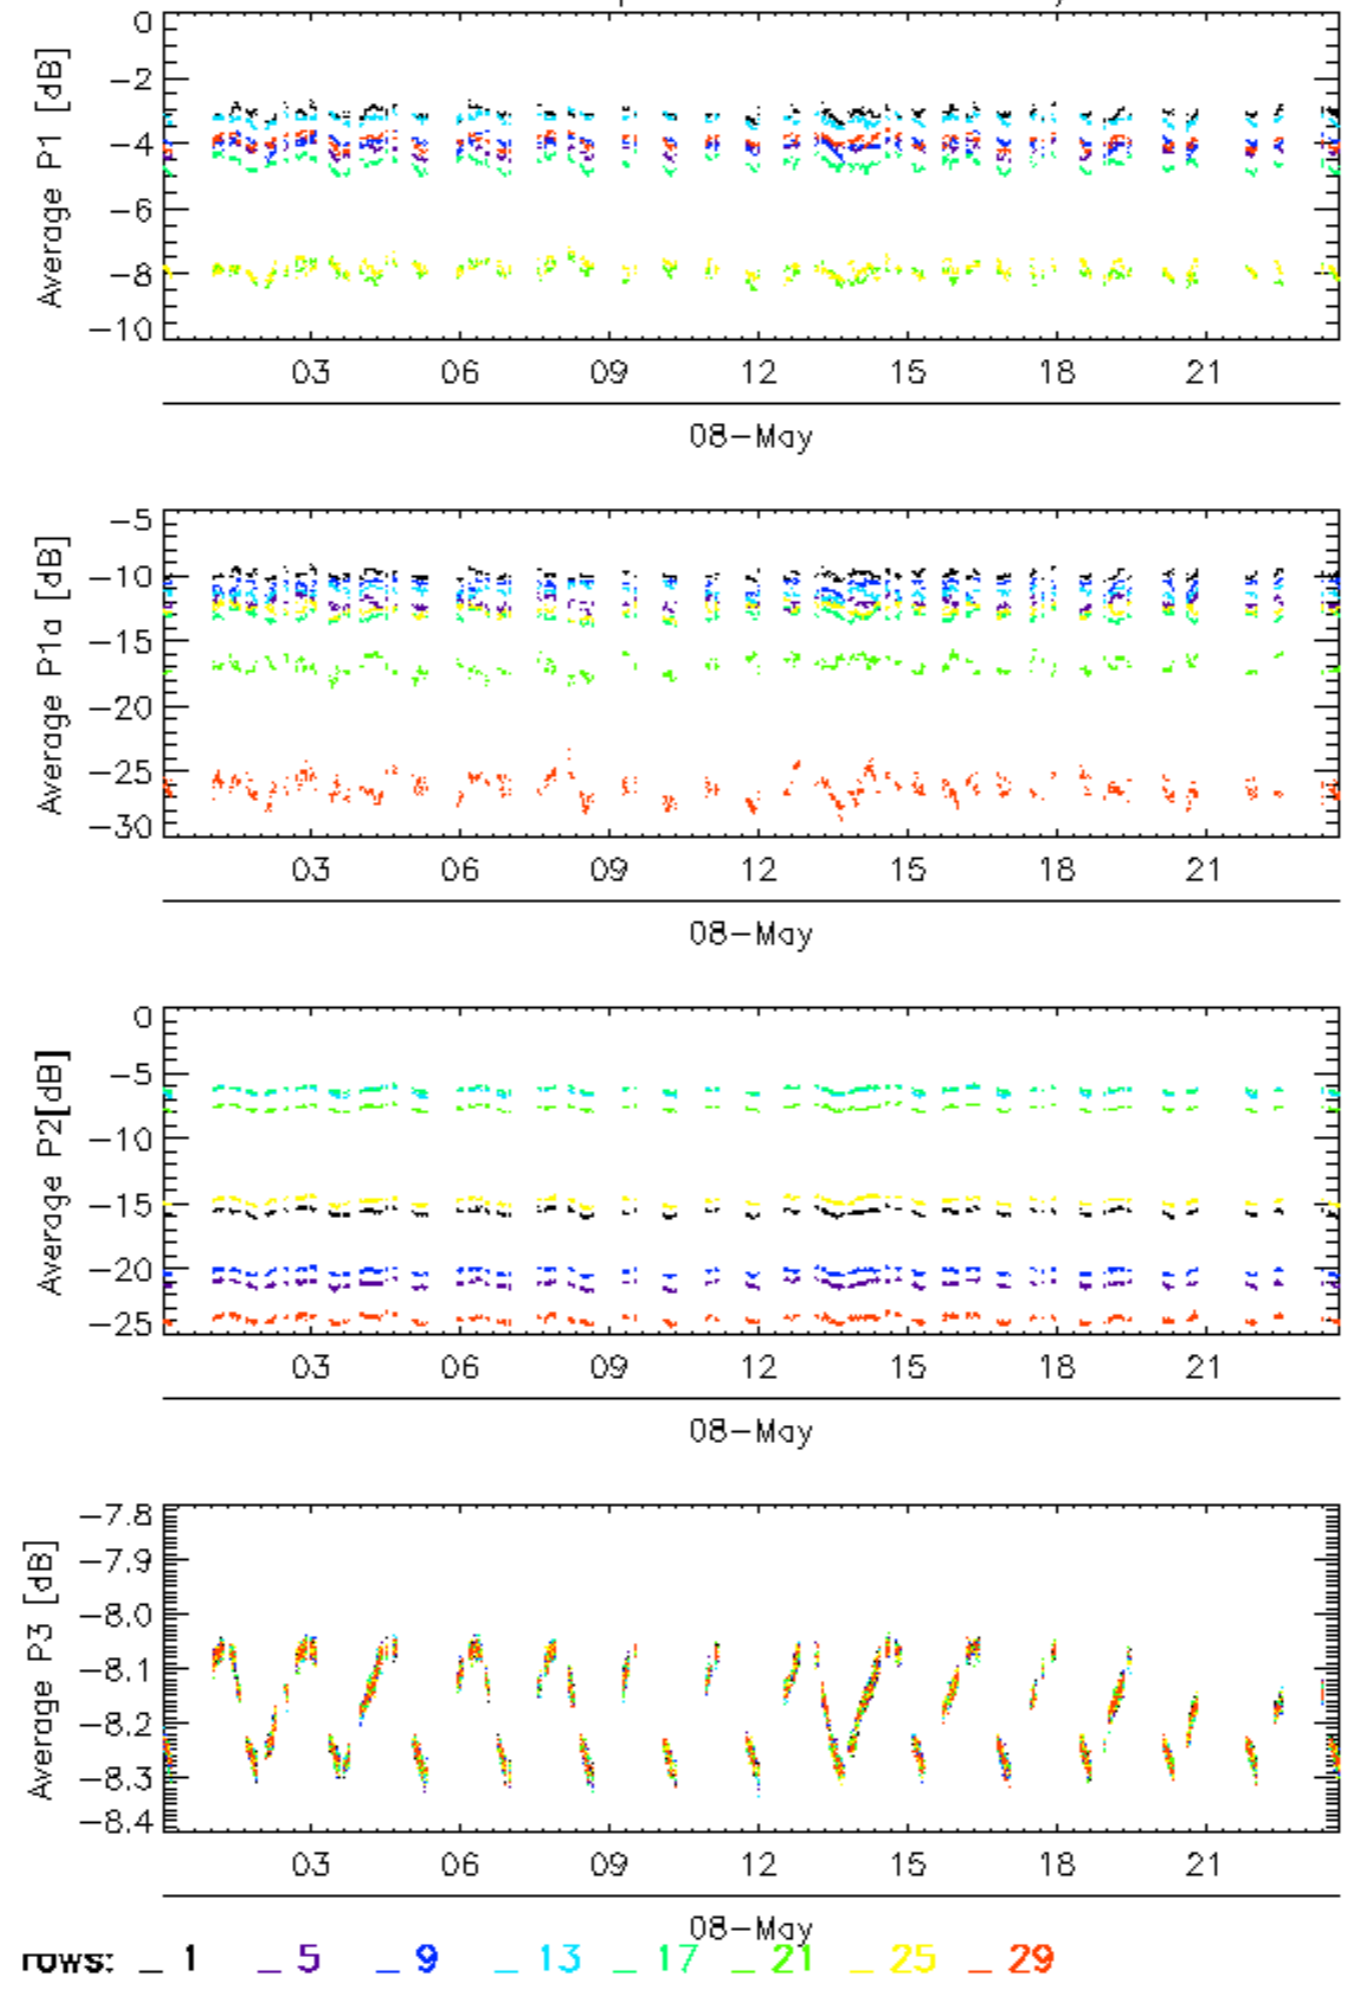 Average P1 [dB]
0
−2
−4
−6
−8
−10
03 06 09 12 15 18 21
08−May
Average P1a [dB]
−5
−10
−15
−20
−25
−30
03 06 09 12 15 18 21
08−May
Average P2[dB]
0
−5
−10
−15
−20
−25
03 06 09 12 15 18 21
08−May
Average P3 [dB]
−7.8
−7.9
−8.0
−8.1
−8.2
−8.3
−8.4
03 06 09 12 15 18 21
08−May
rows: _ 1 _ 5 _ 9 _ 13 _ 17 _ 21 _ 25 _ 29